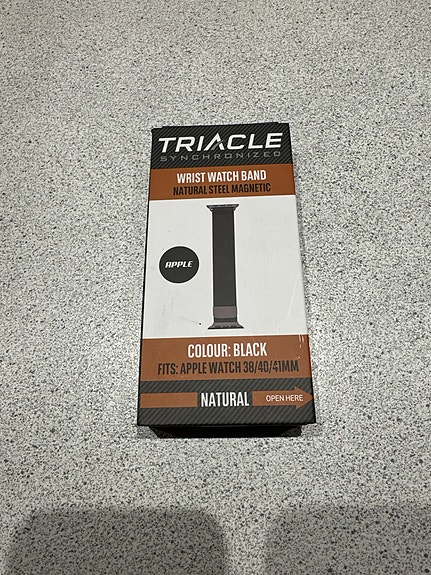 TRIACLE
SYNCHRONIZED
WRIST WATCH BAND
NATURAL STEEL MAGNETIC
APPLE
COLOUR: BLACK
FITS: APPLE WATCH 38/40/41MM
NATURAL
OPEN HERE